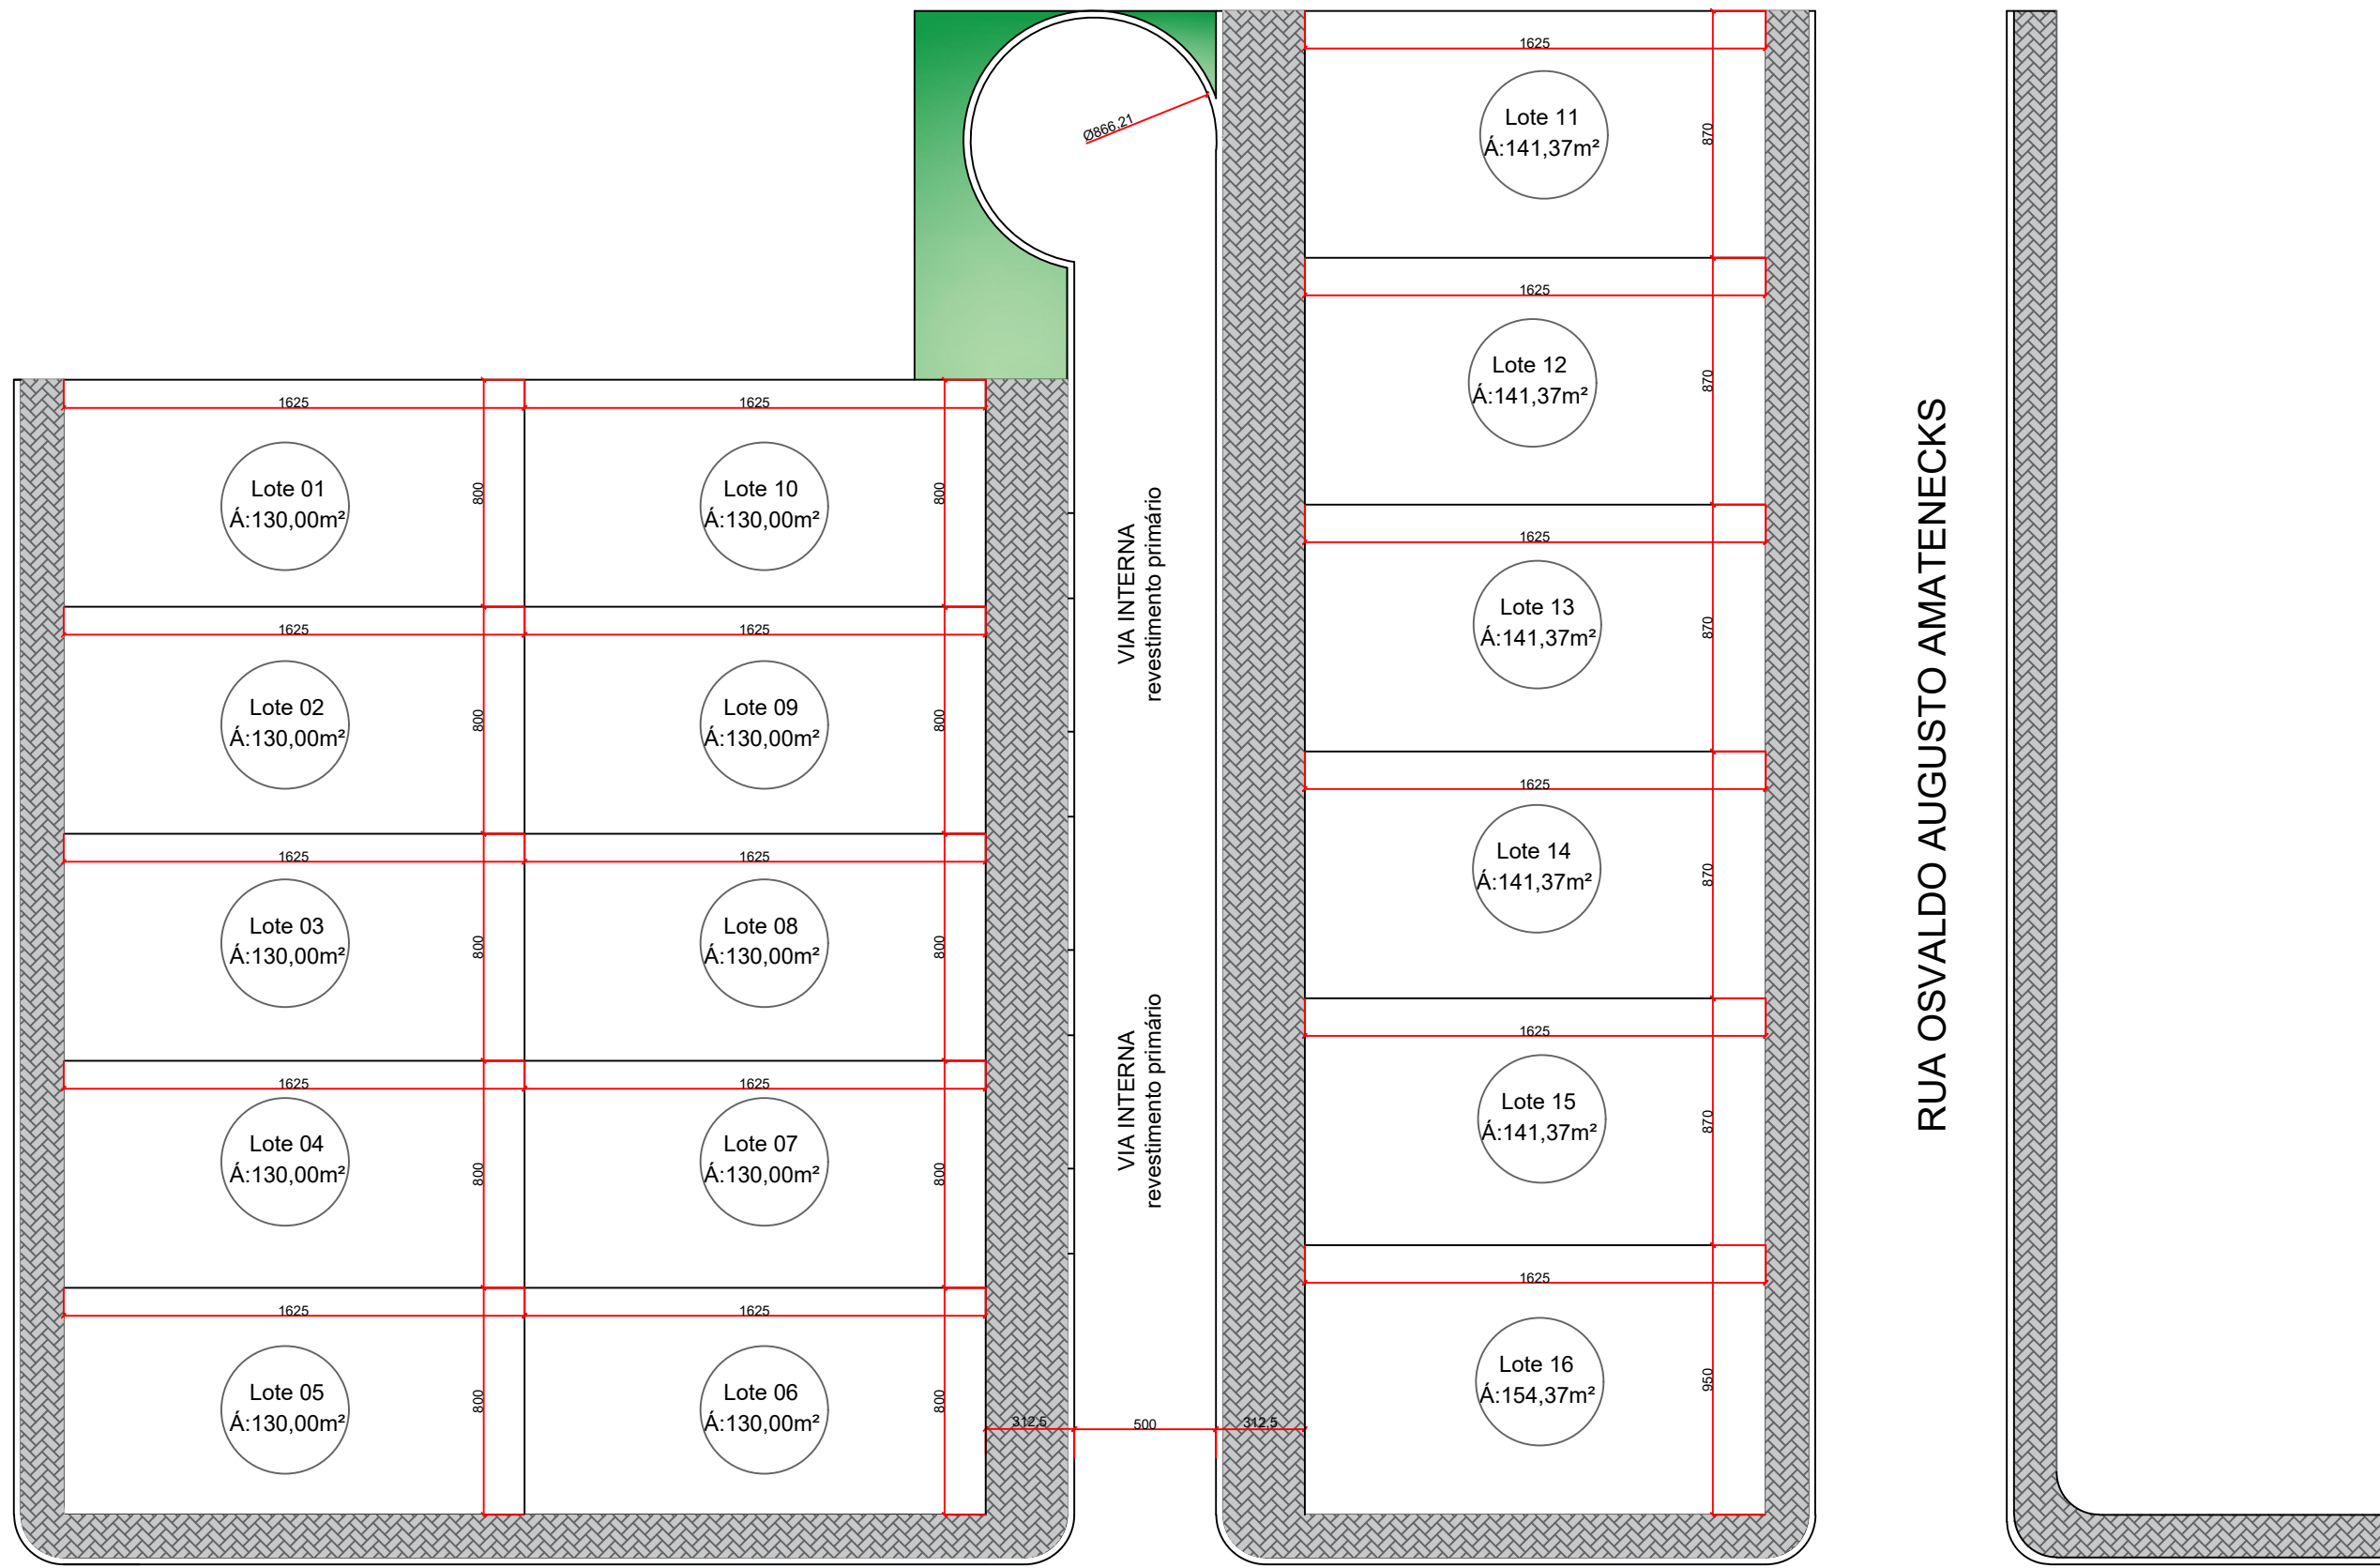 1625
Ø866,21
Lote 11
Á:141,37m²
870
1625
Lote 12
Á:141,37m²
870
1625
Lote 13
Á:141,37m²
870
1625
Lote 14
Á:141,37m²
870
1625
Lote 15
Á:141,37m²
870
1625
Lote 16
Á:154,37m²
950
1625
1625
Lote 01
Á:130,00m²
800
Lote 10
Á:130,00m²
800
1625
1625
Lote 02
Á:130,00m²
800
Lote 09
Á:130,00m²
800
1625
1625
Lote 03
Á:130,00m²
800
Lote 08
Á:130,00m²
800
1625
1625
Lote 04
Á:130,00m²
800
Lote 07
Á:130,00m²
800
1625
1625
Lote 05
Á:130,00m²
800
Lote 06
Á:130,00m²
800
312,5
500
312,5
VIA INTERNA
revestimento primário
VIA INTERNA
revestimento primário
RUA OSVALDO AUGUSTO AMATENECKS